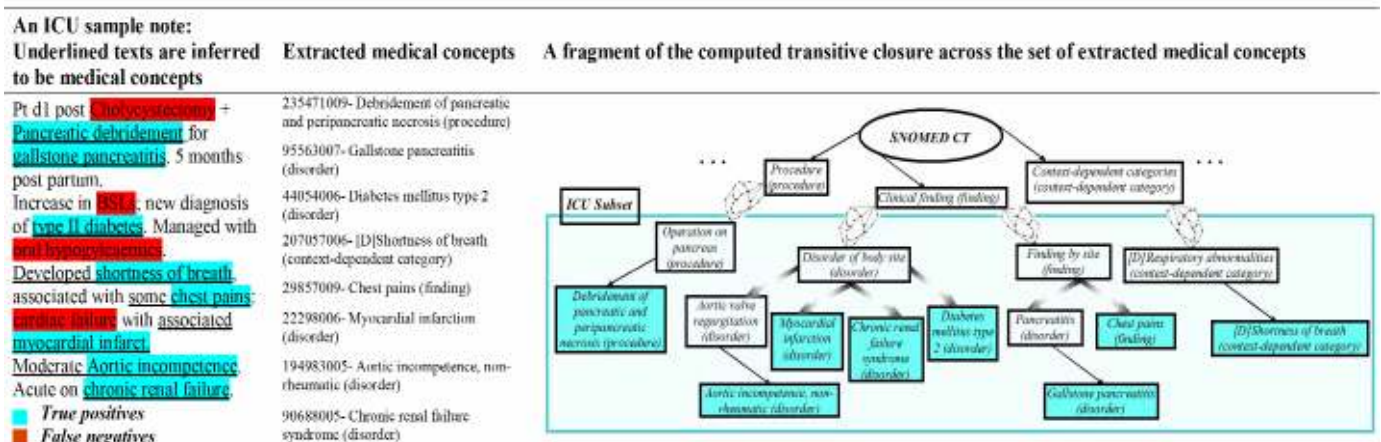 An ICU sample note:
Underlined texts are inferred
to be medical concepts
Pt d1 post Cholycystectomy +
Pancreatic debridement for
gallstone pancreatitis. 5 months
post partum.
Increase in BSLs; new diagnosis
of type II diabetes. Managed with
oral hypoglycaemics.
Developed shortness of breath,
associated with some chest pains:
cardiac failure with associated
myocardial infarct.
Moderate Aortic incompetence.
Acute on chronic renal failure.
True positives
False negatives
Extracted medical concepts
235471009- Debridement of pancreatic
and peripancreatic necrosis (procedure)
95563007- Gallstone pancreatitis
(disorder)
44054006- Diabetes mellitus type 2
(disorder)
207057006- [D]Shortness of breath
(context-dependent category)
29857009- Chest pains (finding)
22298006- Myocardial infarction
(disorder)
194983005- Aortic incompetence, non-
rheumatic (disorder)
90688005- Chronic renal failure
syndrome (disorder)
A fragment of the computed transitive closure across the set of extracted medical concepts
SNOMED CT
. . .
Procedure
(procedure)
Clinical finding (finding)
Context-dependent categories
(context-dependent category)
. . .
ICU Subset
Operation on
pancreas
(procedure)
Disorder of body site
(disorder)
Finding by site
(finding)
[D]Respiratory abnormalities
(context-dependent category)
Debridement of
pancreatic and
peripancreatic
necrosis (procedure)
Aortic valve
regurgitation
(disorder)
Myocardial
infarction
(disorder)
Chronic renal
failure
syndrome
(disorder)
Diabetes
mellitus type
2 (disorder)
Pancreatitis
(disorder)
Chest pains
(finding)
[D]Shortness of breath
(context-dependent category)
Aortic incompetence, non-
rheumatic (disorder)
Gallstone pancreatitis
(disorder)